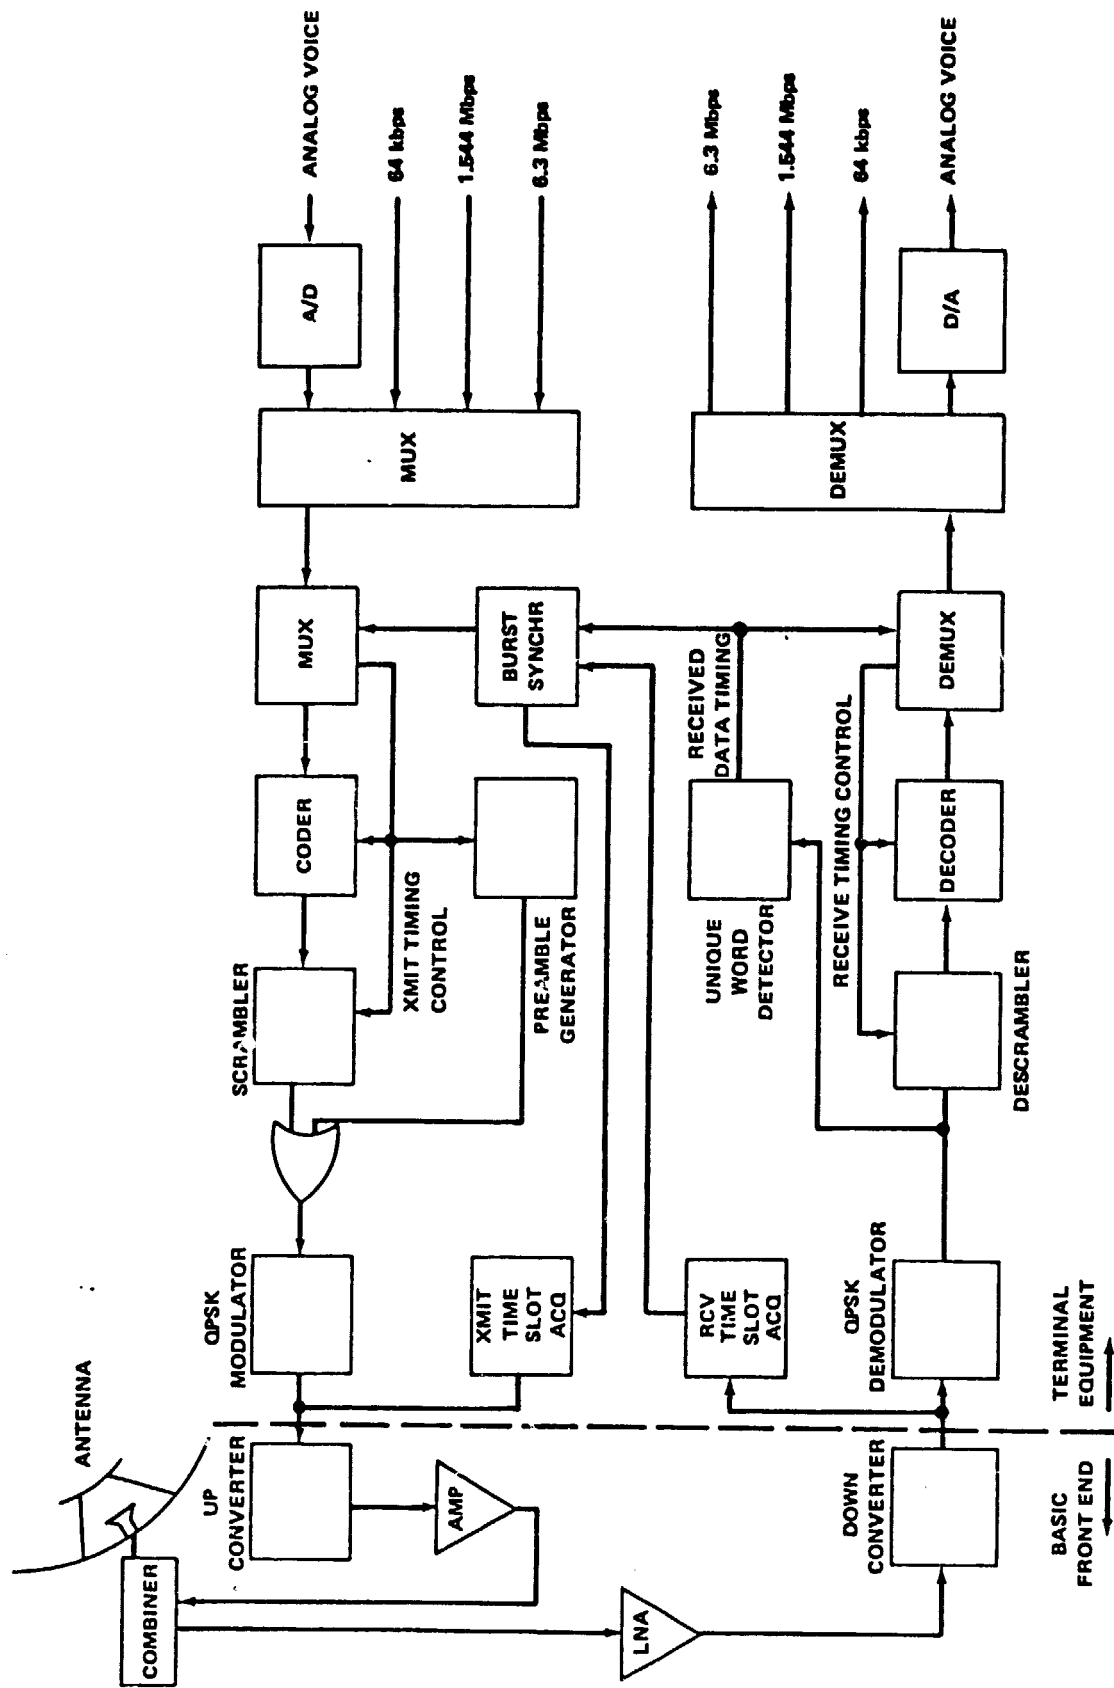 ANTENNA
COMBINER
UP
CONVERTER
AMP
QPSK
MODULATOR
SCRAMBLER
CODER
MUX
MUX
A/D
ANALOG VOICE
64 kbps
1.544 Mbps
6.3 Mbps
XMIT TIMING
CONTROL
PREAMBLE
GENERATOR
BURST
SYNCHR
XMIT
TIME
SLOT
ACQ
RCV
TIME
SLOT
ACQ
UNIQUE
WORD
DETECTOR
RECEIVED
DATA TIMING
RECEIVE TIMING CONTROL
LNA
DOWN
CONVERTER
QPSK
DEMODULATOR
DESCRAMBLER
DECODER
DEMUX
DEMUX
D/A
6.3 Mbps
1.544 Mbps
64 kbps
ANALOG VOICE
BASIC
FRONT END
TERMINAL
EQUIPMENT